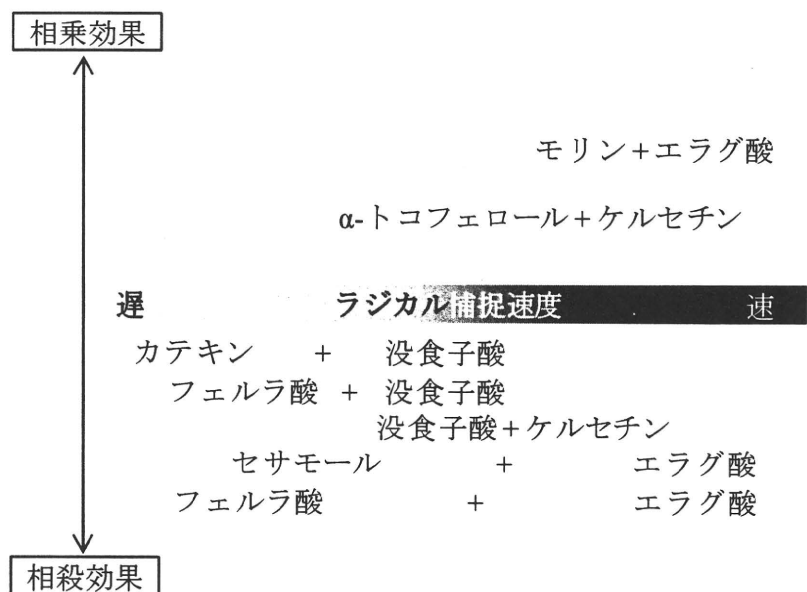 相乗効果
モリン+エラグ酸
α-トコフェロール+ケルセチン
遅 ラジカル捕捉速度 速
カテキン + 没食子酸
フェルラ酸 + 没食子酸
没食子酸+ケルセチン
セサモール + エラグ酸
フェルラ酸 + エラグ酸
相殺効果